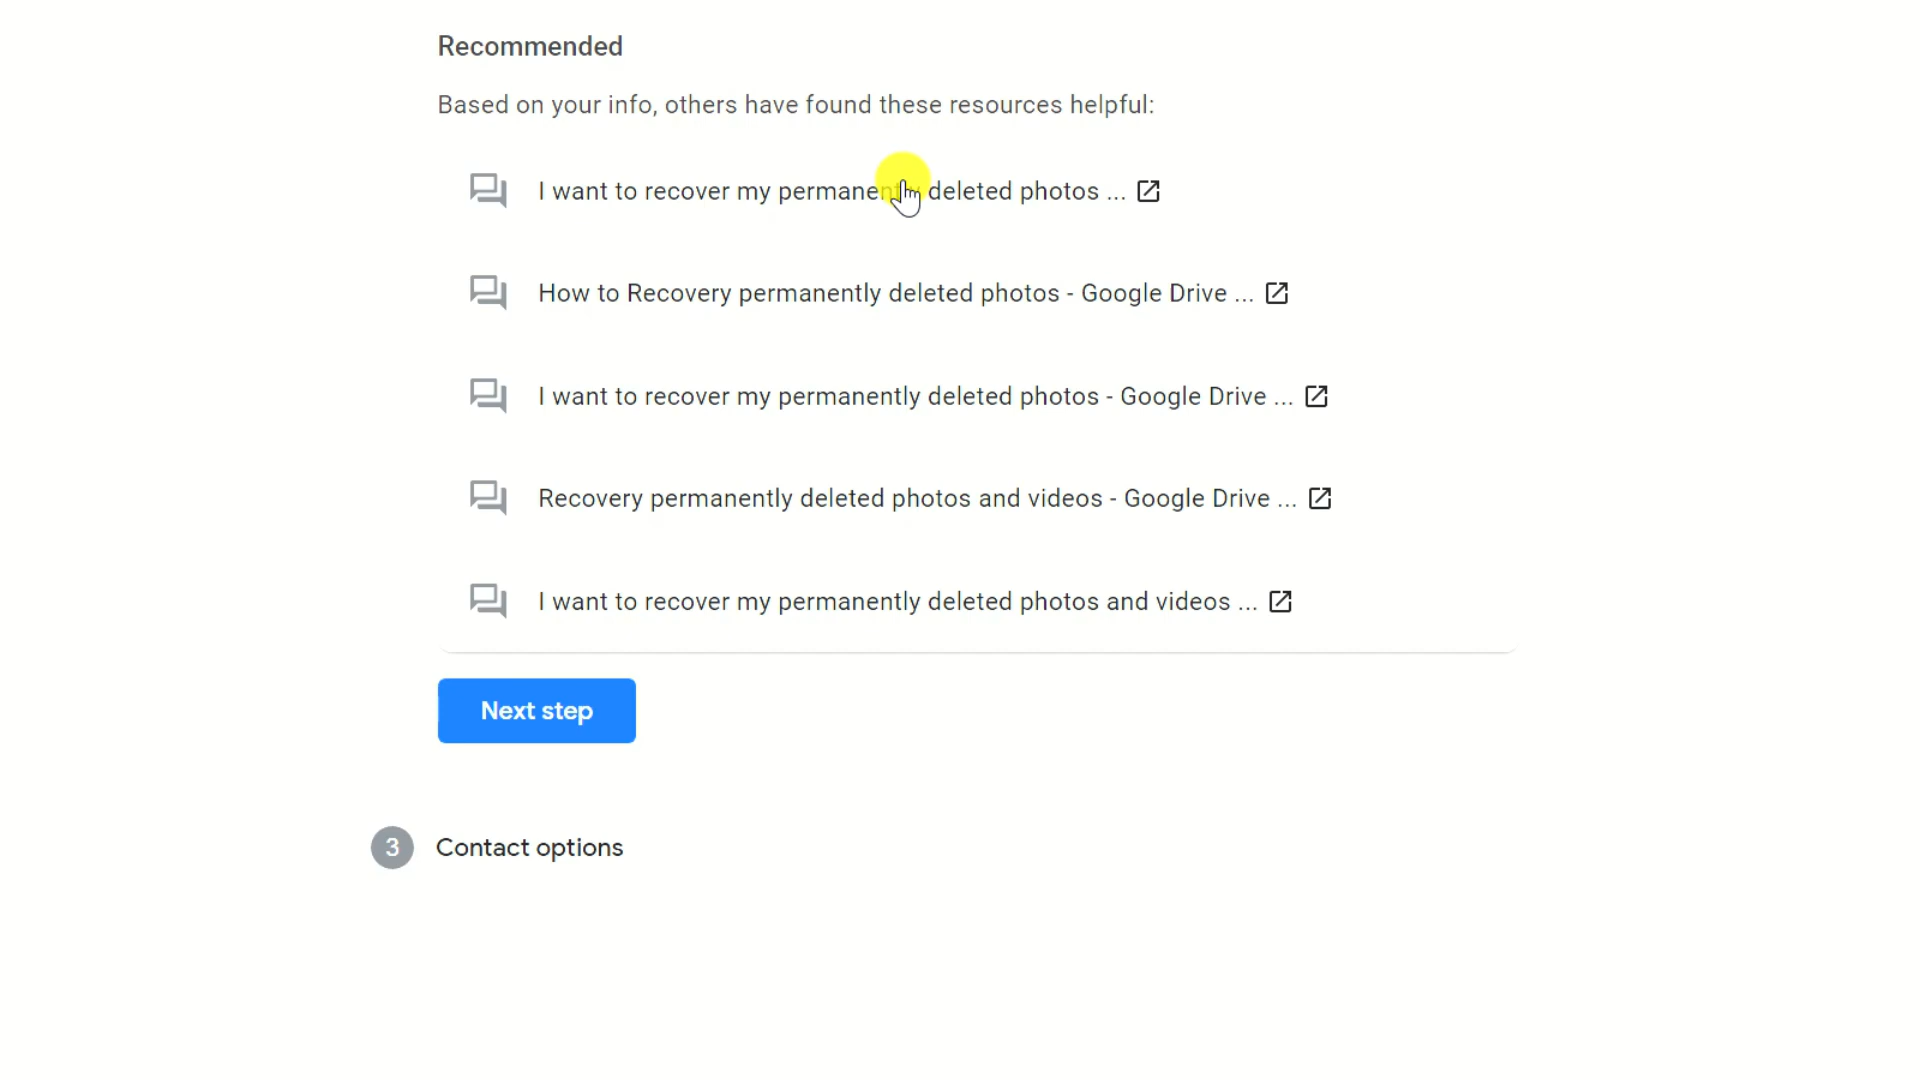 Recommended
Based on your info, others have found these resources helpful:
I want to recover my permanently deleted photos ...
How to Recovery permanently deleted photos - Google Drive ...
I want to recover my permanently deleted photos - Google Drive ...
Recovery permanently deleted photos and videos - Google Drive ...
I want to recover my permanently deleted photos and videos ...
Next step
3 Contact options